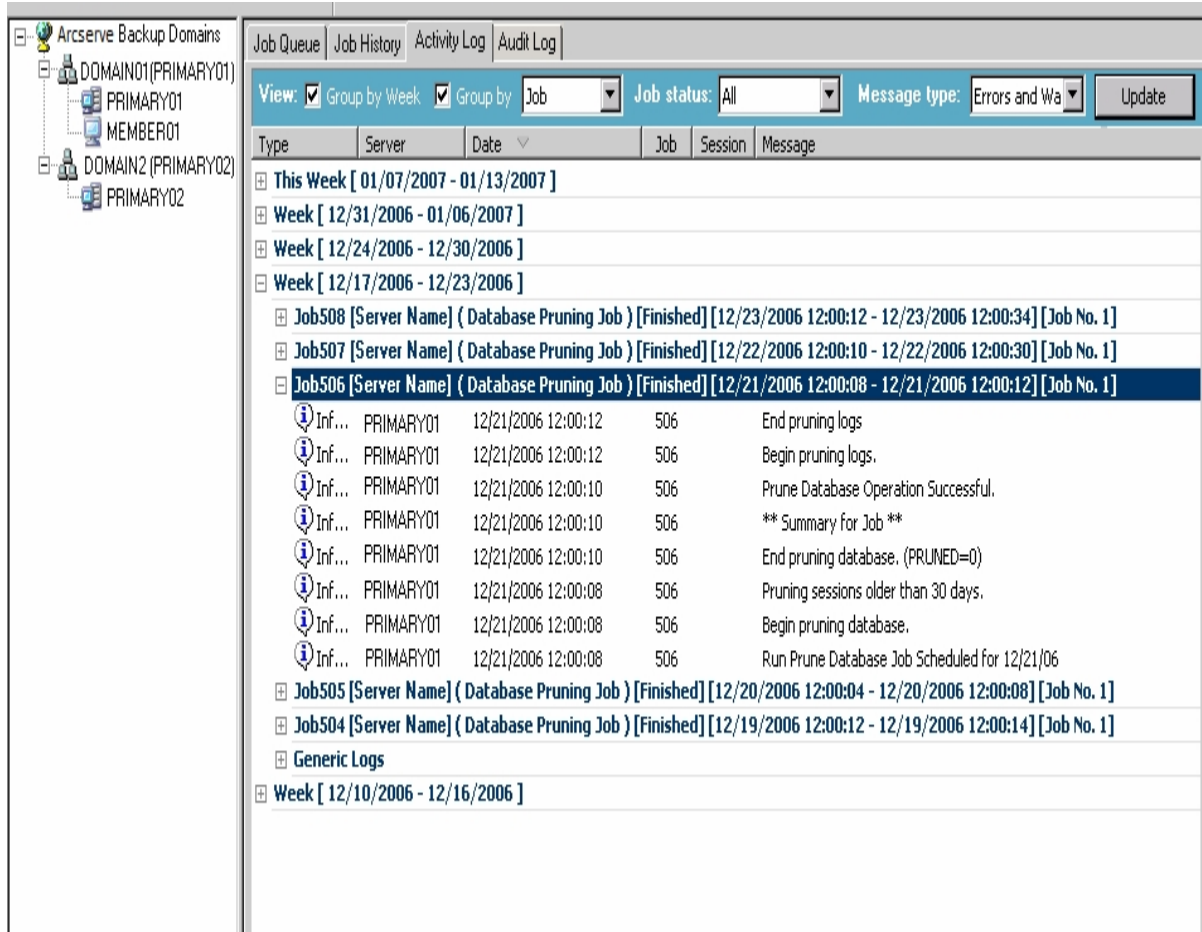 Arcserve Backup Domains
DOMAIN01(PRIMARY01)
PRIMARY01
MEMBER01
DOMAIN2 (PRIMARY02)
PRIMARY02
Job Queue Job History Activity Log Audit Log
View: Group by Week Group by Job Job status: All Message type: Errors and Wa Update
Type Server Date Job Session Message
This Week [ 01/07/2007 - 01/13/2007 ]
Week [ 12/31/2006 - 01/06/2007 ]
Week [ 12/24/2006 - 12/30/2006 ]
Week [ 12/17/2006 - 12/23/2006 ]
Job508 [Server Name] ( Database Pruning Job ) [Finished] [12/23/2006 12:00:12 - 12/23/2006 12:00:34] [Job No. 1]
Job507 [Server Name] ( Database Pruning Job ) [Finished] [12/22/2006 12:00:10 - 12/22/2006 12:00:30] [Job No. 1]
Job506 [Server Name] ( Database Pruning Job ) [Finished] [12/21/2006 12:00:08 - 12/21/2006 12:00:12] [Job No. 1]
Inf... PRIMARY01 12/21/2006 12:00:12 506 End pruning logs
Inf... PRIMARY01 12/21/2006 12:00:12 506 Begin pruning logs.
Inf... PRIMARY01 12/21/2006 12:00:10 506 Prune Database Operation Successful.
Inf... PRIMARY01 12/21/2006 12:00:10 506 ** Summary for Job **
Inf... PRIMARY01 12/21/2006 12:00:10 506 End pruning database. (PRUNED=0)
Inf... PRIMARY01 12/21/2006 12:00:08 506 Pruning sessions older than 30 days.
Inf... PRIMARY01 12/21/2006 12:00:08 506 Begin pruning database.
Inf... PRIMARY01 12/21/2006 12:00:08 506 Run Prune Database Job Scheduled for 12/21/06
Job505 [Server Name] ( Database Pruning Job ) [Finished] [12/20/2006 12:00:04 - 12/20/2006 12:00:08] [Job No. 1]
Job504 [Server Name] ( Database Pruning Job ) [Finished] [12/19/2006 12:00:12 - 12/19/2006 12:00:14] [Job No. 1]
Generic Logs
Week [ 12/10/2006 - 12/16/2006 ]